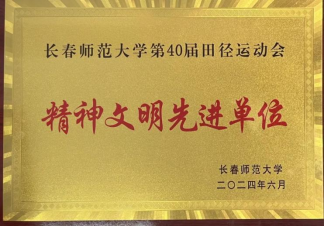 长春师范大学第40届田径运动会
精神文明先进单位
长春师范大学
二〇二四年六月